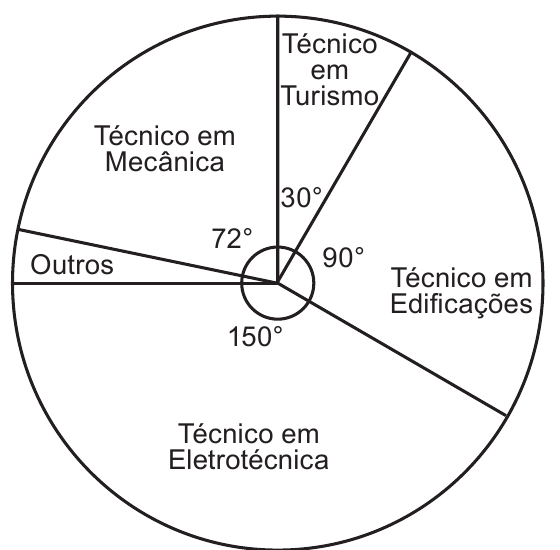 Técnico
em
Turismo
Técnico em
Mecânica
30°
72°
90°
Outros
Técnico em
Edificações
150°
Técnico em
Eletrotécnica